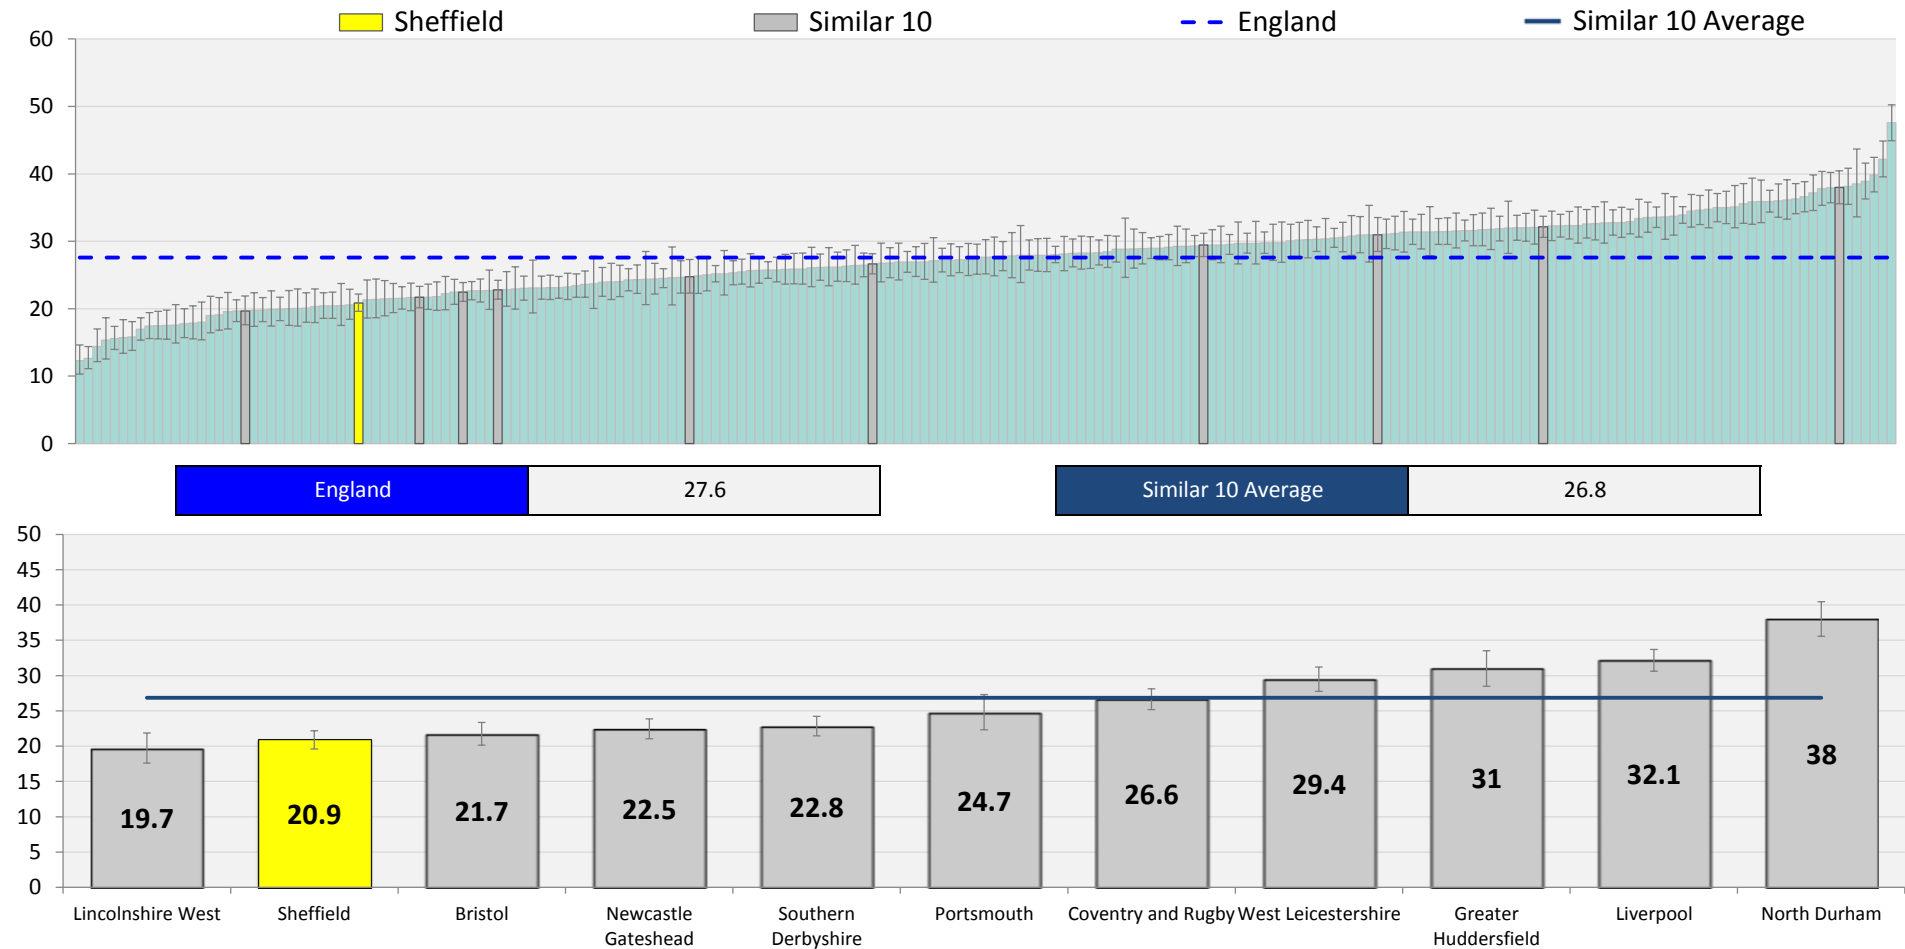 Sheffield
Similar 10
England
Similar 10 Average
60
50
40
30
20
10
0
England
27.6
Similar 10 Average
26.8
50
45
40
35
30
25
20
15
10
5
0
19.7
20.9
21.7
22.5
22.8
24.7
26.6
29.4
31
32.1
38
Lincolnshire West
Sheffield
Bristol
Newcastle
Gateshead
Southern
Derbyshire
Portsmouth
Coventry and Rugby
West Leicestershire
Greater
Huddersfield
Liverpool
North Durham